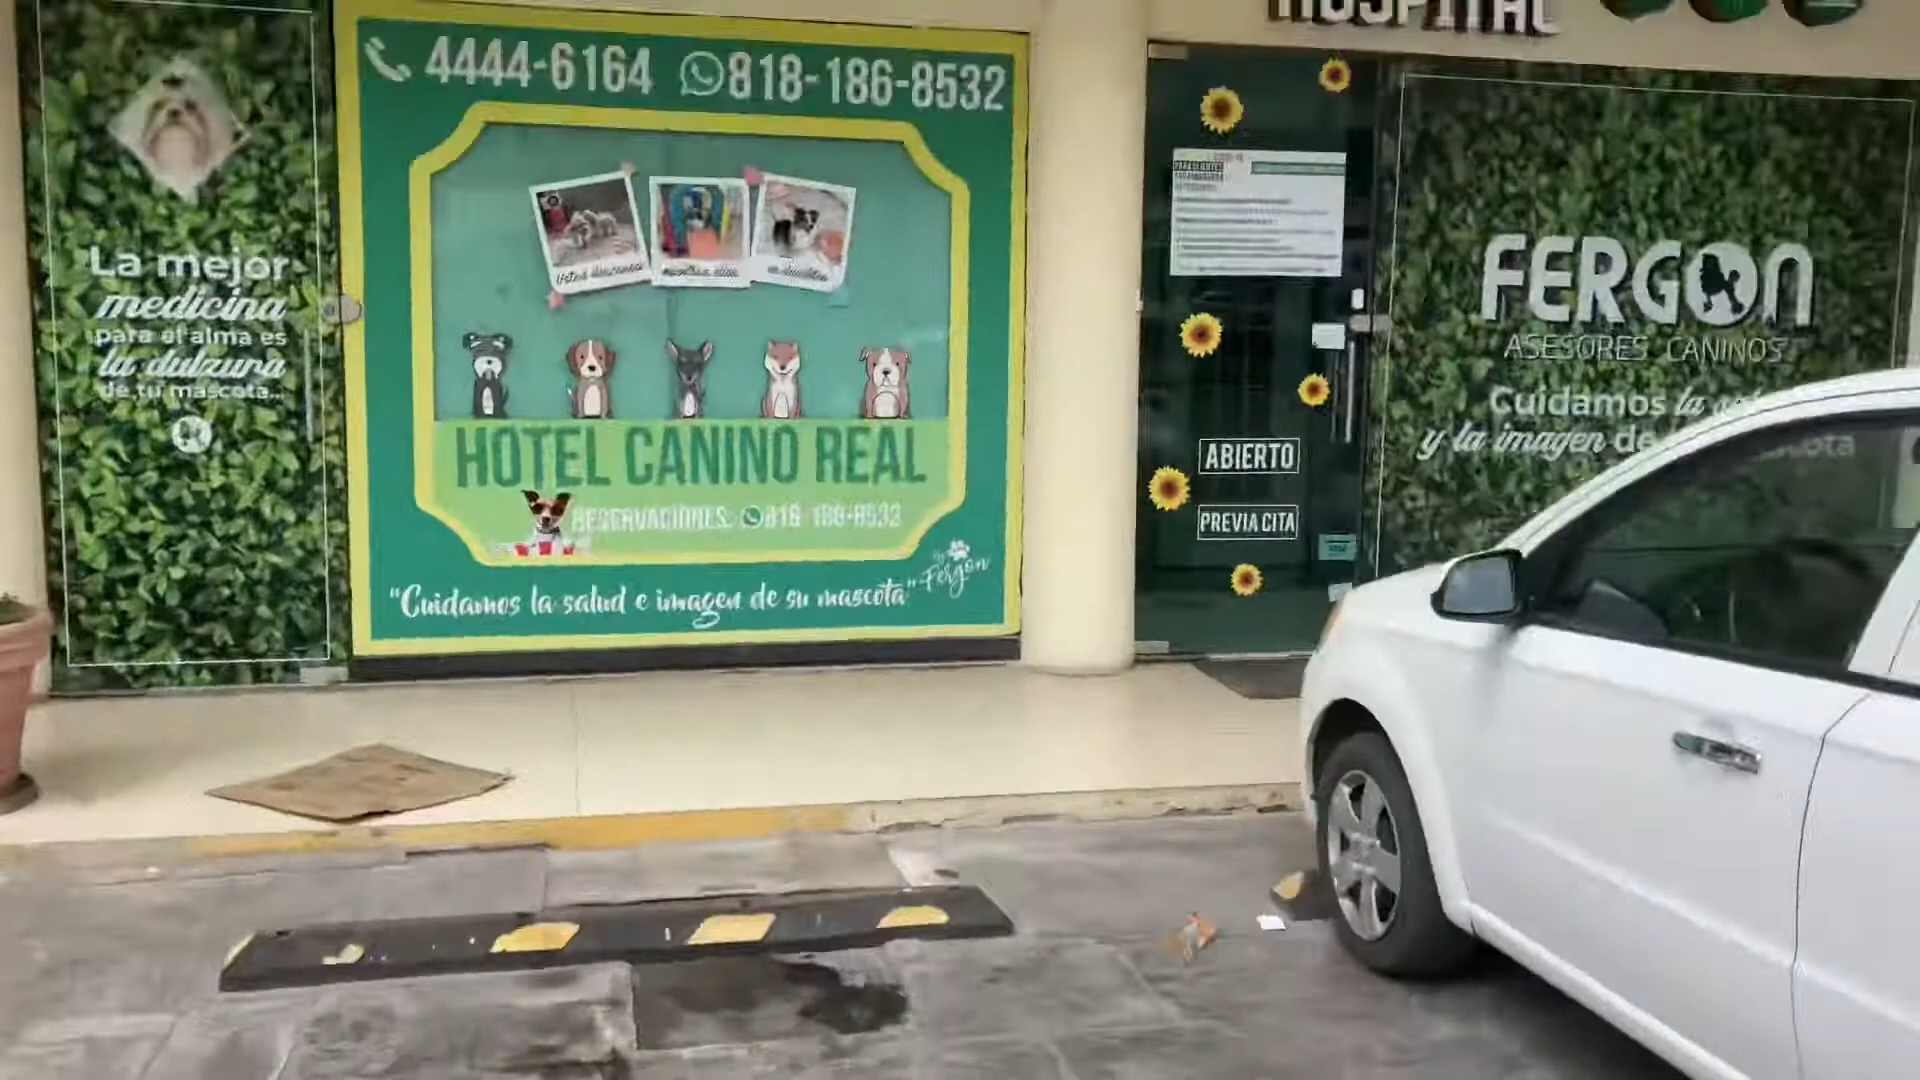 HOSPITAL
4444-6164 818-186-8532
La mejor
medicina
para el alma es
la dulzura
de tu mascota...
HOTEL CANINO REAL
RESERVACIONES: 818-186-8532
"Cuidamos la salud e imagen de su mascota"
By
Fergon
ABIERTO
PREVIA CITA
FERGON
ASESORES CANINOS
Cuidamos la
y la imagen de mascota